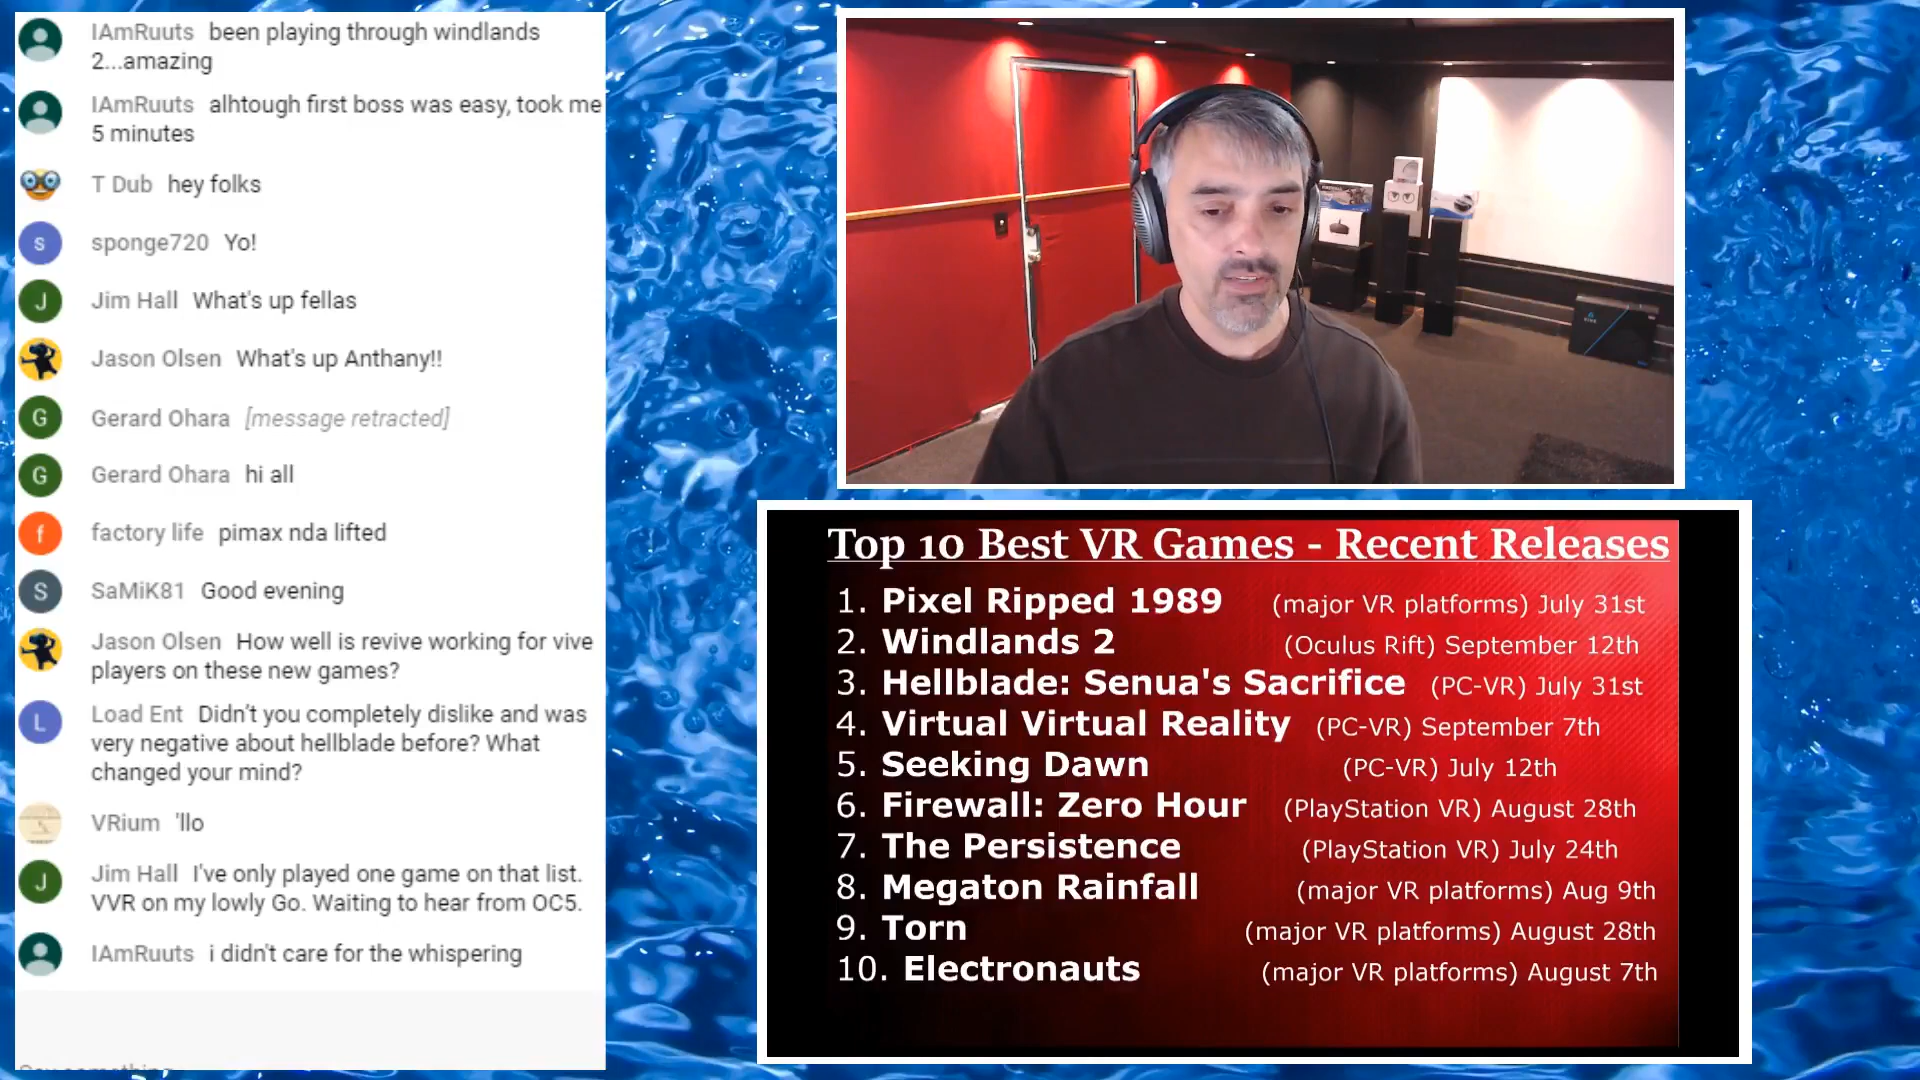 IAmRuuts been playing through windlands
2...amazing
IAmRuuts alhtough first boss was easy, took me
5 minutes
T Dub hey folks
s
sponge720 Yo!
J
Jim Hall What's up fellas
Jason Olsen What's up Anthany!!
G
Gerard Ohara [message retracted]
G
Gerard Ohara hi all
f
factory life pimax nda lifted
S
SaMiK81 Good evening
Jason Olsen How well is revive working for vive
players on these new games?
L
Load Ent Didn't you completely dislike and was
very negative about hellblade before? What
changed your mind?
VRium 'llo
J
Jim Hall I've only played one game on that list.
VVR on my lowly Go. Waiting to hear from OC5.
IAmRuuts i didn't care for the whispering
Top 10 Best VR Games - Recent Releases
1. Pixel Ripped 1989 (major VR platforms) July 31st
2. Windlands 2 (Oculus Rift) September 12th
3. Hellblade: Senua's Sacrifice (PC-VR) July 31st
4. Virtual Virtual Reality (PC-VR) September 7th
5. Seeking Dawn (PC-VR) July 12th
6. Firewall: Zero Hour (PlayStation VR) August 28th
7. The Persistence (PlayStation VR) July 24th
8. Megaton Rainfall (major VR platforms) Aug 9th
9. Torn (major VR platforms) August 28th
10. Electronauts (major VR platforms) August 7th